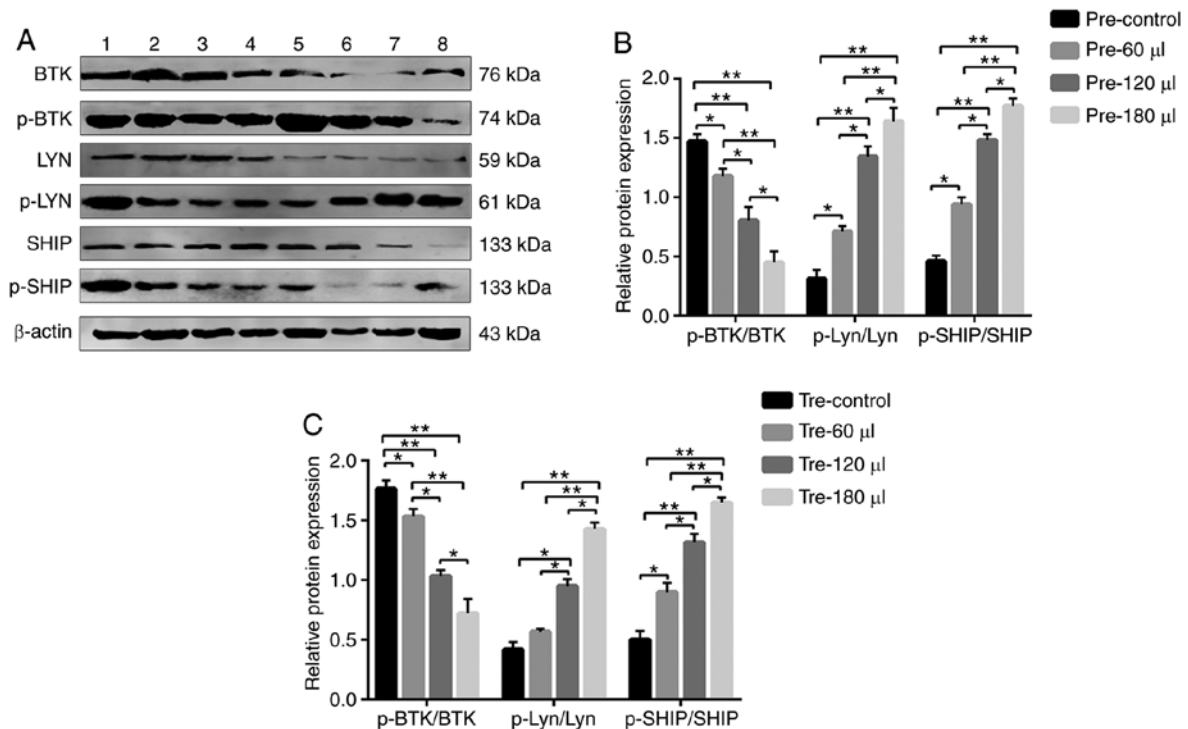 A
1 2 3 4 5 6 7 8
BTK 76 kDa
p-BTK 74 kDa
LYN 59 kDa
p-LYN 61 kDa
SHIP 133 kDa
p-SHIP 133 kDa
β-actin 43 kDa
B
Relative protein expression
2.0
1.5
1.0
0.5
0.0
** ** * ** * *
** ** * ** * *
** ** * ** * *
p-BTK/BTK p-Lyn/Lyn p-SHIP/SHIP
Pre-control
Pre-60 μl
Pre-120 μl
Pre-180 μl
C
Relative protein expression
2.0
1.5
1.0
0.5
0.0
** ** * ** * *
** ** * * *
** ** * ** * *
p-BTK/BTK p-Lyn/Lyn p-SHIP/SHIP
Tre-control
Tre-60 μl
Tre-120 μl
Tre-180 μl